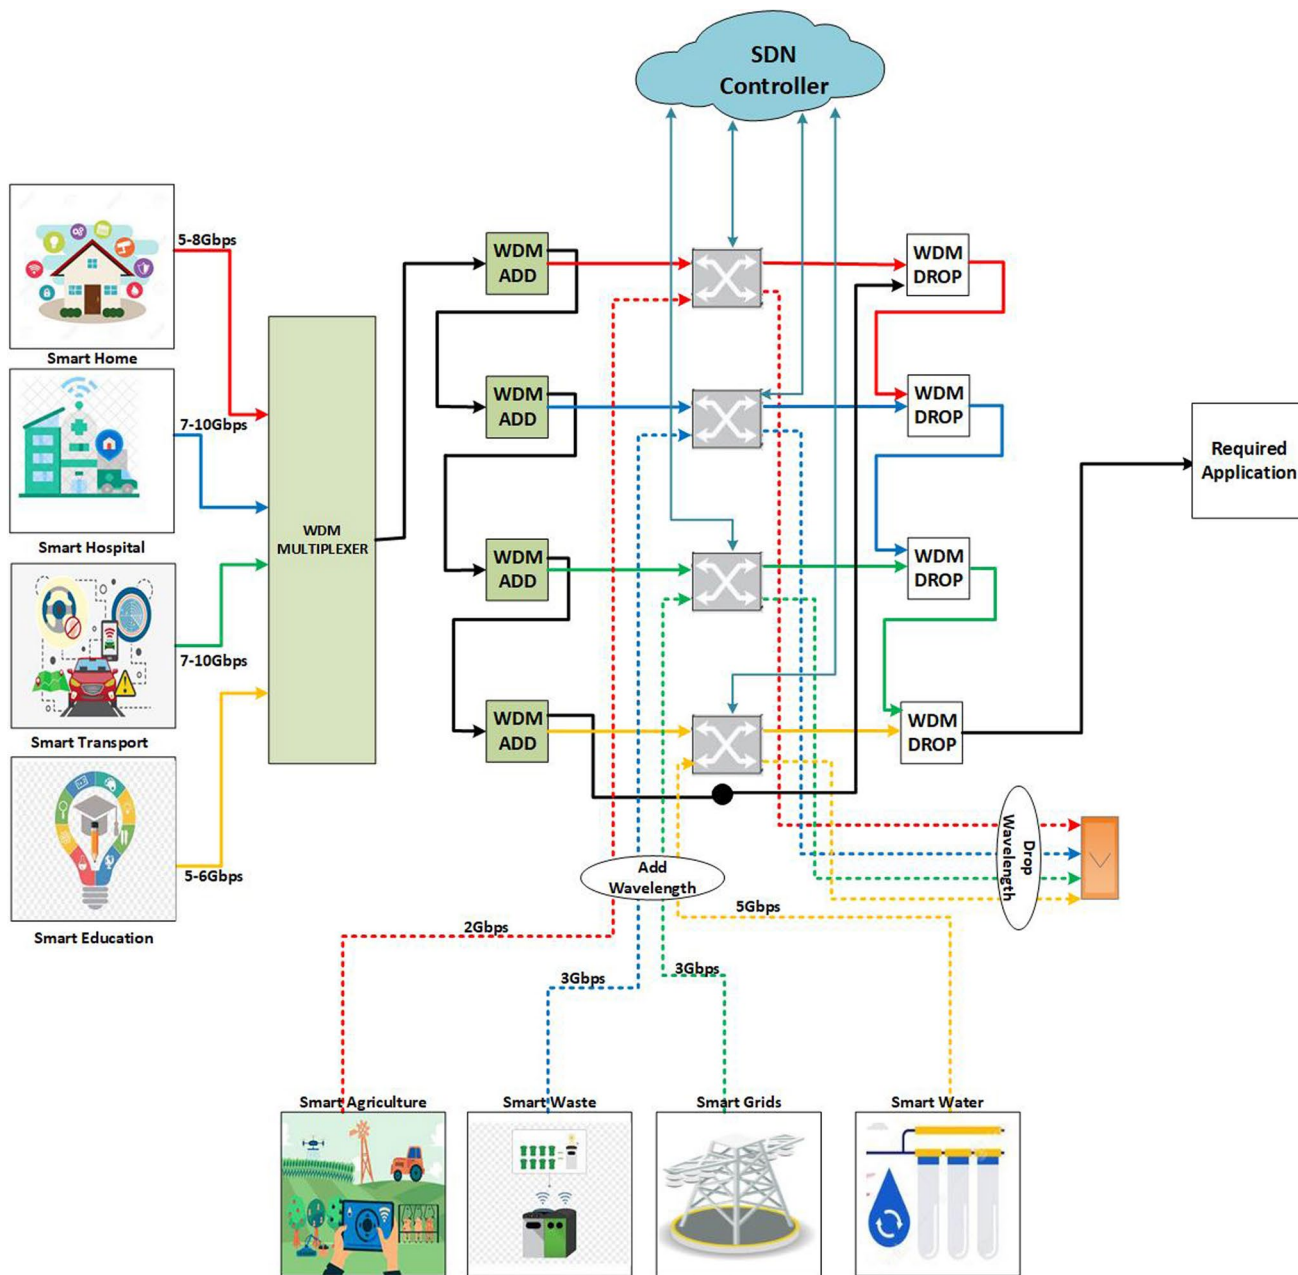 SDN
Controller
5-8Gbps
Smart Home
7-10Gbps
Smart Hospital
7-10Gbps
Smart Transport
5-6Gbps
Smart Education
WDM
MULTIPLEXER
WDM
ADD
WDM
ADD
WDM
ADD
WDM
ADD
WDM
DROP
WDM
DROP
WDM
DROP
WDM
DROP
Required
Application
Add
Wavelength
Drop
Wavelength
2Gbps
3Gbps
3Gbps
5Gbps
Smart Agriculture
Smart Waste
Smart Grids
Smart Water